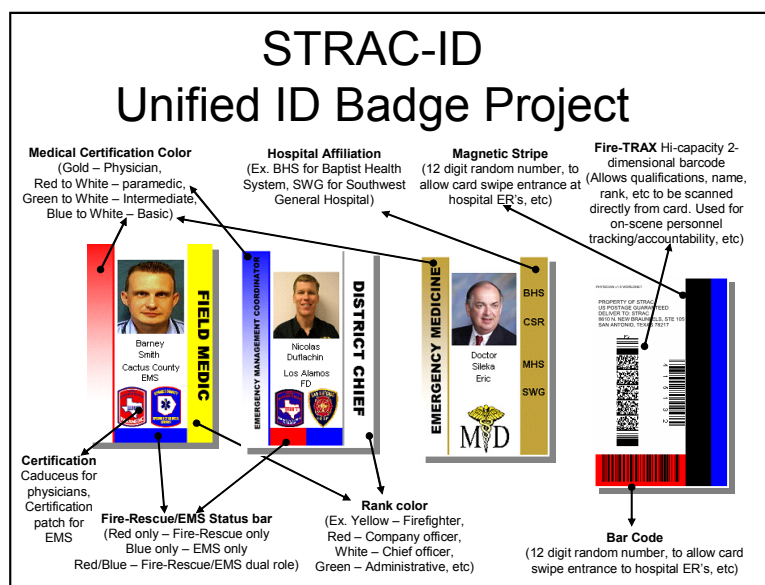 STRAC-ID
Unified ID Badge Project
Medical Certification Color
(Gold – Physician,
Red to White – paramedic,
Green to White – Intermediate,
Blue to White – Basic)
Hospital Affiliation
(Ex. BHS for Baptist Health
System, SWG for Southwest
General Hospital)
Magnetic Stripe
(12 digit random number, to
allow card swipe entrance at
hospital ER's, etc)
Fire-TRAX Hi-capacity 2-
dimensional barcode
(Allows qualifications, name,
rank, etc to be scanned
directly from card. Used for
on-scene personnel
tracking/accountability, etc)
Barney
Smith
Cactus County
EMS
FIELD MEDIC
EMERGENCY MANAGEMENT COORDINATOR
Nicolas
Duflachin
Los Alamos
FD
DISTRICT CHIEF
EMERGENCY MEDICINE
Doctor
Sileka
Eric
MD
BHS
CSR
MHS
SWG
PROPERTY OF STRAC
US POSTAGE GUARANTEED
DELIVER TO: STRAC
8610 N. NEW BRAUNFELS, STE 105
SAN ANTONIO, TEXAS 78217
Certification
Caduceus for
physicians,
Certification
patch for
EMS
Fire-Rescue/EMS Status bar
(Red only – Fire-Rescue only
Blue only – EMS only
Red/Blue – Fire-Rescue/EMS dual role)
Rank color
(Ex. Yellow – Firefighter,
Red – Company officer,
White – Chief officer,
Green – Administrative, etc)
Bar Code
(12 digit random number, to allow card
swipe entrance to hospital ER's, etc)